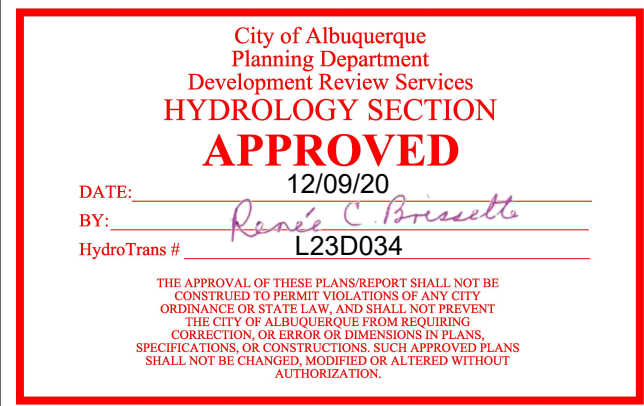 City of Albuquerque
Planning Department
Development Review Services
HYDROLOGY SECTION
APPROVED
DATE: 12/09/20
BY: Renée C. Brissette
HydroTrans # L23D034
THE APPROVAL OF THESE PLANS/REPORT SHALL NOT BE
CONSTRUED TO PERMIT VIOLATIONS OF ANY CITY
ORDINANCE OR STATE LAW, AND SHALL NOT PREVENT
THE CITY OF ALBUQUERQUE FROM REQUIRING
CORRECTION, OR ERROR OR DIMENSIONS IN PLANS,
SPECIFICATIONS, OR CONSTRUCTIONS. SUCH APPROVED PLANS
SHALL NOT BE CHANGED, MODIFIED OR ALTERED WITHOUT
AUTHORIZATION.